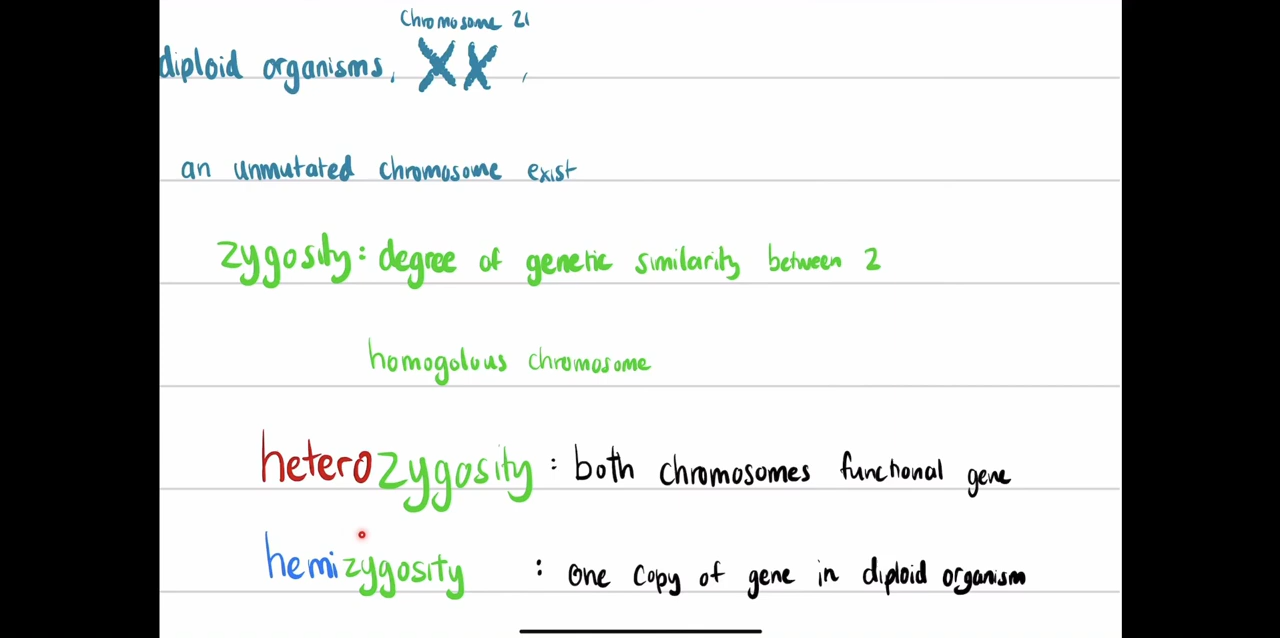 Chromosome 21
diploid organisms, XX,
an unmutated chromosome exist
zygosity: degree of genetic similarity between 2
homogolous chromosome
heterozygosity: both chromosomes functional gene
hemizygosity : one copy of gene in diploid organism